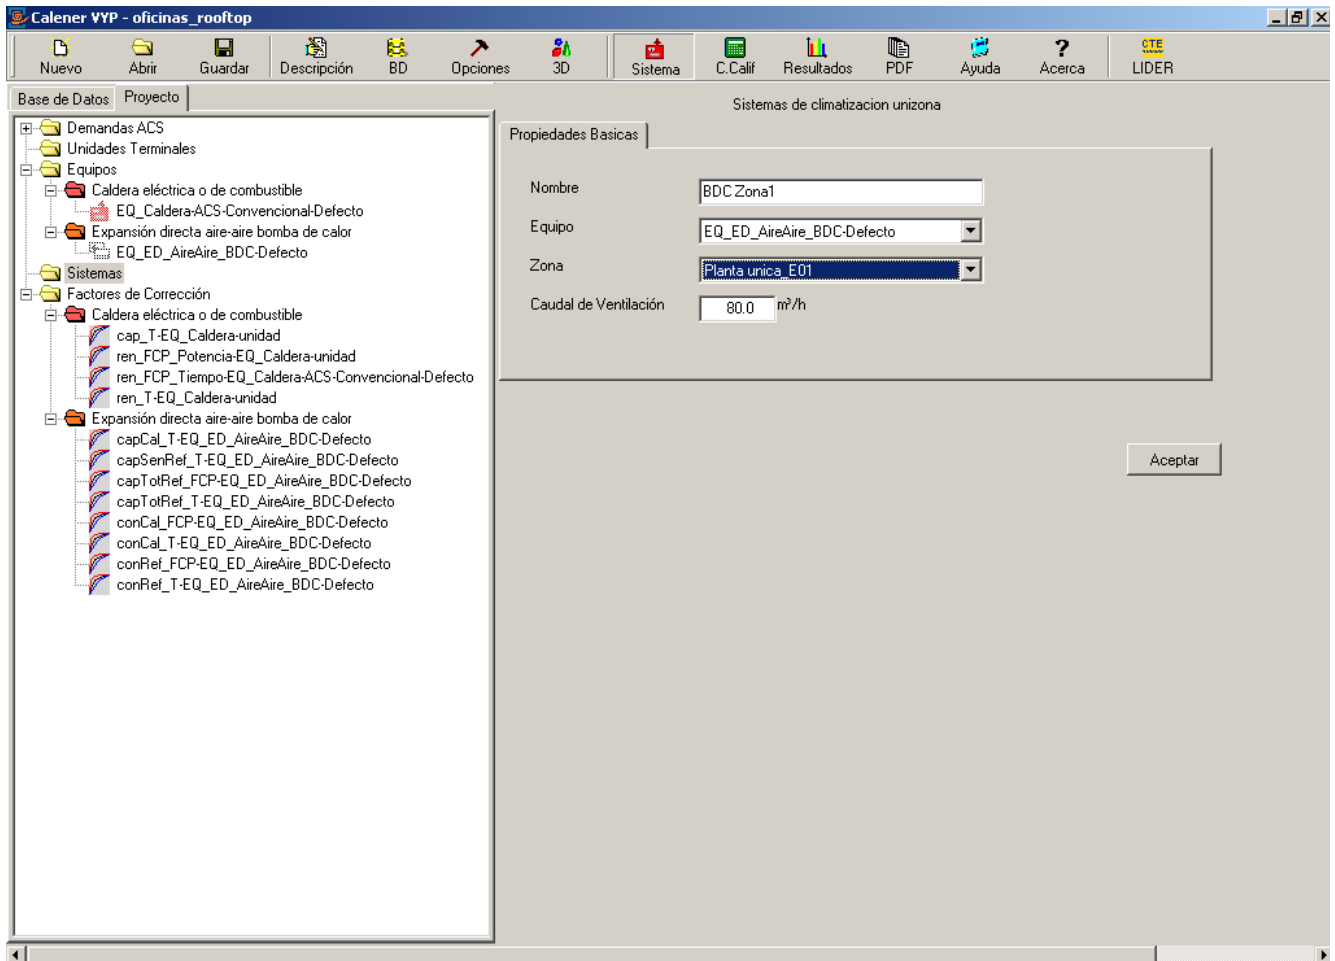 Calener VYP - oficinas_rooftop
Nuevo Abrir Guardar Descripción BD Opciones 3D Sistema C.Calif Resultados PDF Ayuda ? Acerca CTE LIDER
Base de Datos Proyecto
Demandas ACS
Unidades Terminales
Equipos
Caldera eléctrica o de combustible
EQ_Caldera-ACS-Convencional-Defecto
Expansión directa aire-aire bomba de calor
EQ_ED_AireAire_BDC-Defecto
Sistemas
Factores de Corrección
Caldera eléctrica o de combustible
cap_T-EQ_Caldera-unidad
ren_FCP_Potencia-EQ_Caldera-unidad
ren_FCP_Tiempo-EQ_Caldera-ACS-Convencional-Defecto
ren_T-EQ_Caldera-unidad
Expansión directa aire-aire bomba de calor
capCal_T-EQ_ED_AireAire_BDC-Defecto
capSenRef_T-EQ_ED_AireAire_BDC-Defecto
capTotRef_FCP-EQ_ED_AireAire_BDC-Defecto
capTotRef_T-EQ_ED_AireAire_BDC-Defecto
conCal_FCP-EQ_ED_AireAire_BDC-Defecto
conCal_T-EQ_ED_AireAire_BDC-Defecto
conRef_FCP-EQ_ED_AireAire_BDC-Defecto
conRef_T-EQ_ED_AireAire_BDC-Defecto
Sistemas de climatizacion unizona
Propiedades Basicas
Nombre BDC Zona1
Equipo EQ_ED_AireAire_BDC-Defecto
Zona Planta unica_E01
Caudal de Ventilación 80.0 m³/h
Aceptar